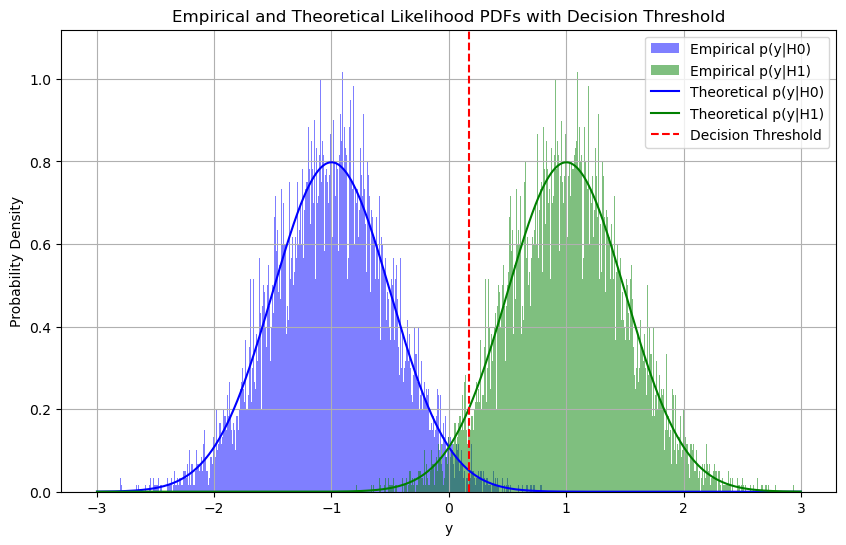 Empirical and Theoretical Likelihood PDFs with Decision Threshold
Empirical p(y|H0)
Empirical p(y|H1)
Theoretical p(y|H0)
Theoretical p(y|H1)
Decision Threshold
Probability Density
1.0
0.8
0.6
0.4
0.2
0.0
−3
−2
−1
0
1
2
3
y